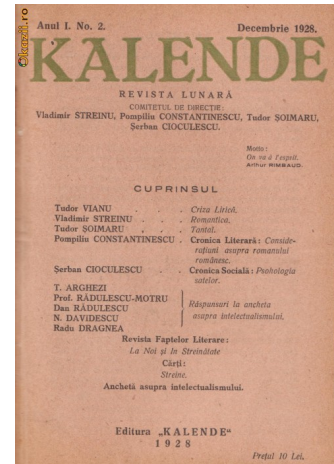 Okazii.ro
Anul I. No. 2.
Decembrie 1928.
KALENDE
REVISTA LUNARĂ
COMITETUL DE DIRECȚIE:
Vladimir STREINU, Pompiliu CONSTANTINESCU, Tudor ȘOIMARU,
Șerban CIOCULESCU.
Motto:
On va à l'esprit.
Arthur RIMBAUD.
CUPRINSUL
Tudor VIANU . . . Criza Lirică.
Vladimir STREINU . . . Romantica.
Tudor ȘOIMARU . . . Tantal.
Pompiliu CONSTANTINESCU . Cronica Literară: Conside-
rațiuni asupra romanului
românesc.
Șerban CIOCULESCU . . Cronica Socială: Psohologia
satelor.
T. ARGHEZI
Prof. RĂDULESCU-MOTRU
Dan RĂDULESCU
N. DAVIDESCU
Radu DRAGNEA
Răspunsuri la ancheta
asupra intelectualismului.
Revista Faptelor Literare:
La Noi și In Streinătate
Cărți:
Streine.
Anchetă asupra intelectualismului.
Editura „KALENDE"
1928
Prețul 10 Lei.